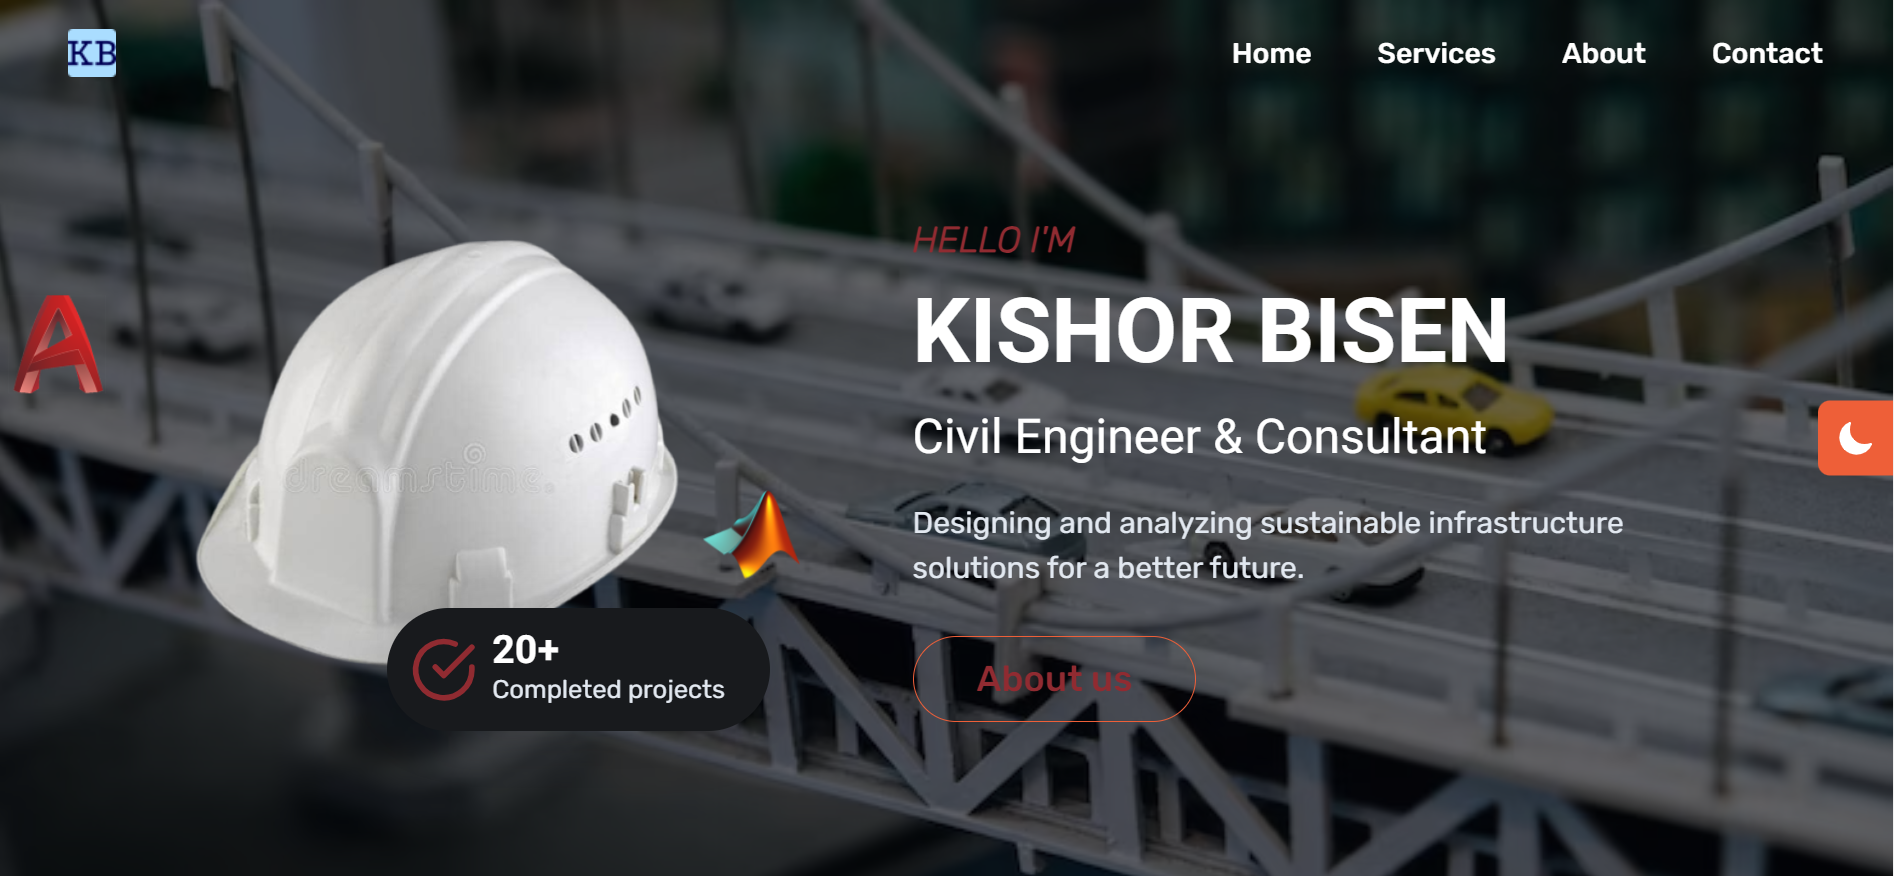 KB
Home Services About Contact
HELLO I'M
KISHOR BISEN
Civil Engineer & Consultant
Designing and analyzing sustainable infrastructure
solutions for a better future.
About us
dreamstime.
20+
Completed projects